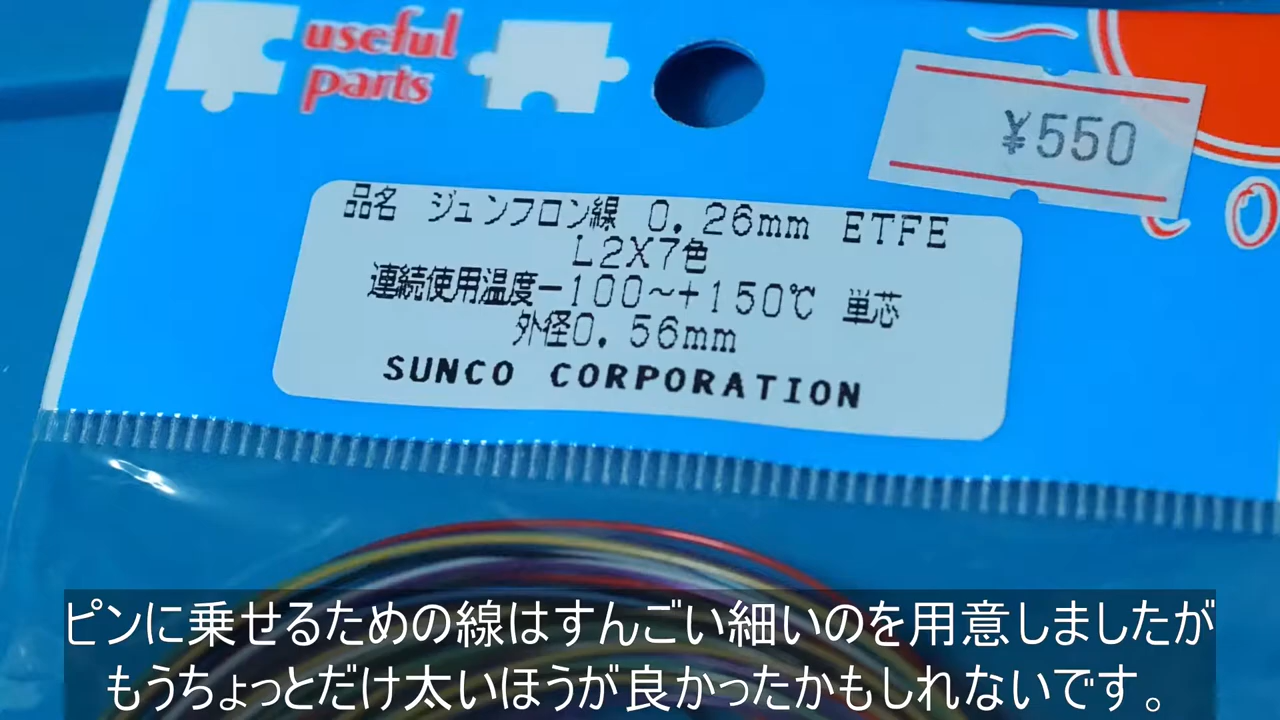 useful
parts
¥550
品名 ジュンフロン線 0.26mm ETFE
L2X7色
連続使用温度-100~+150℃ 単芯
外径0.56mm
SUNCO CORPORATION
ピンに乗せるための線はすんごい細いのを用意しましたが
もうちょっとだけ太いほうが良かったかもしれないです。